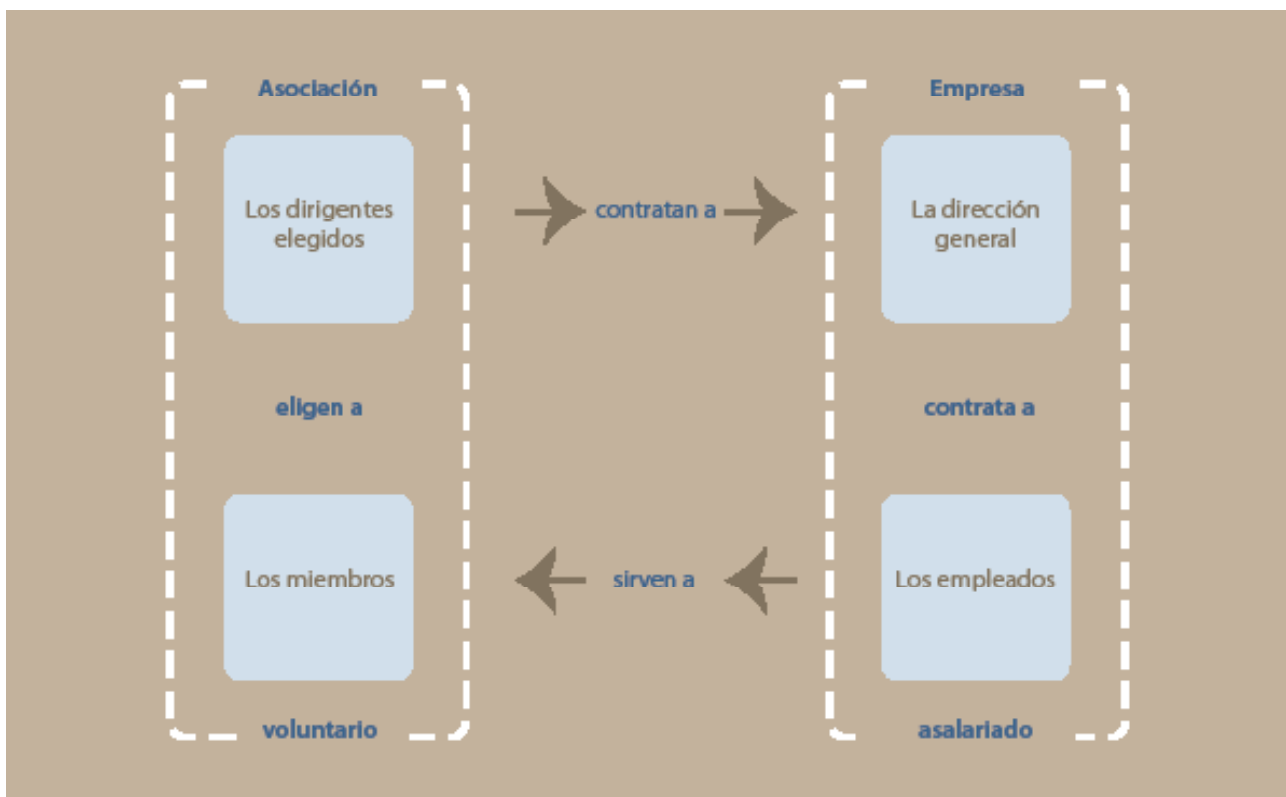 Asociación
Empresa
Los dirigentes
elegidos
contratan a
La dirección
general
eligen a
contrata a
Los miembros
sirven a
Los empleados
voluntario
asalariado